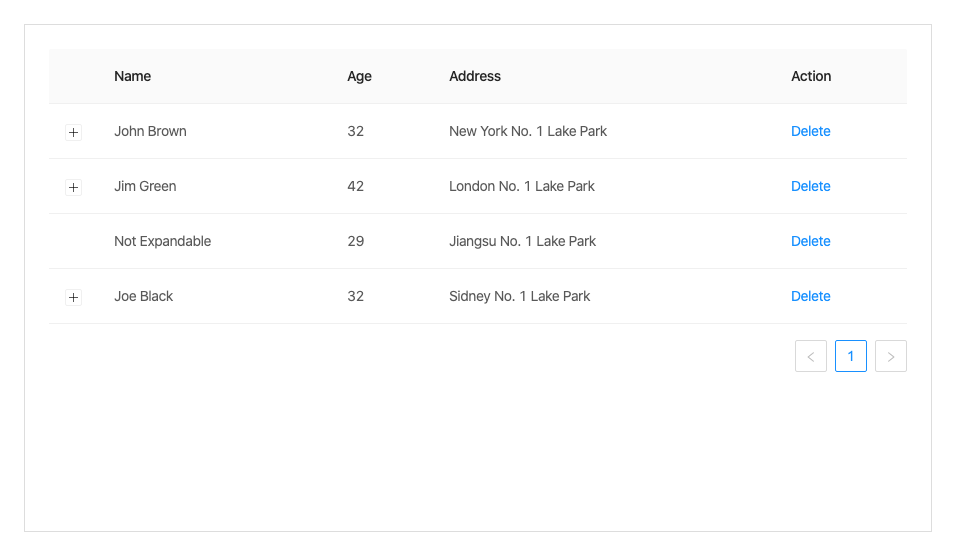 Name Age Address Action
John Brown 32 New York No. 1 Lake Park Delete
Jim Green 42 London No. 1 Lake Park Delete
Not Expandable 29 Jiangsu No. 1 Lake Park Delete
Joe Black 32 Sidney No. 1 Lake Park Delete
1